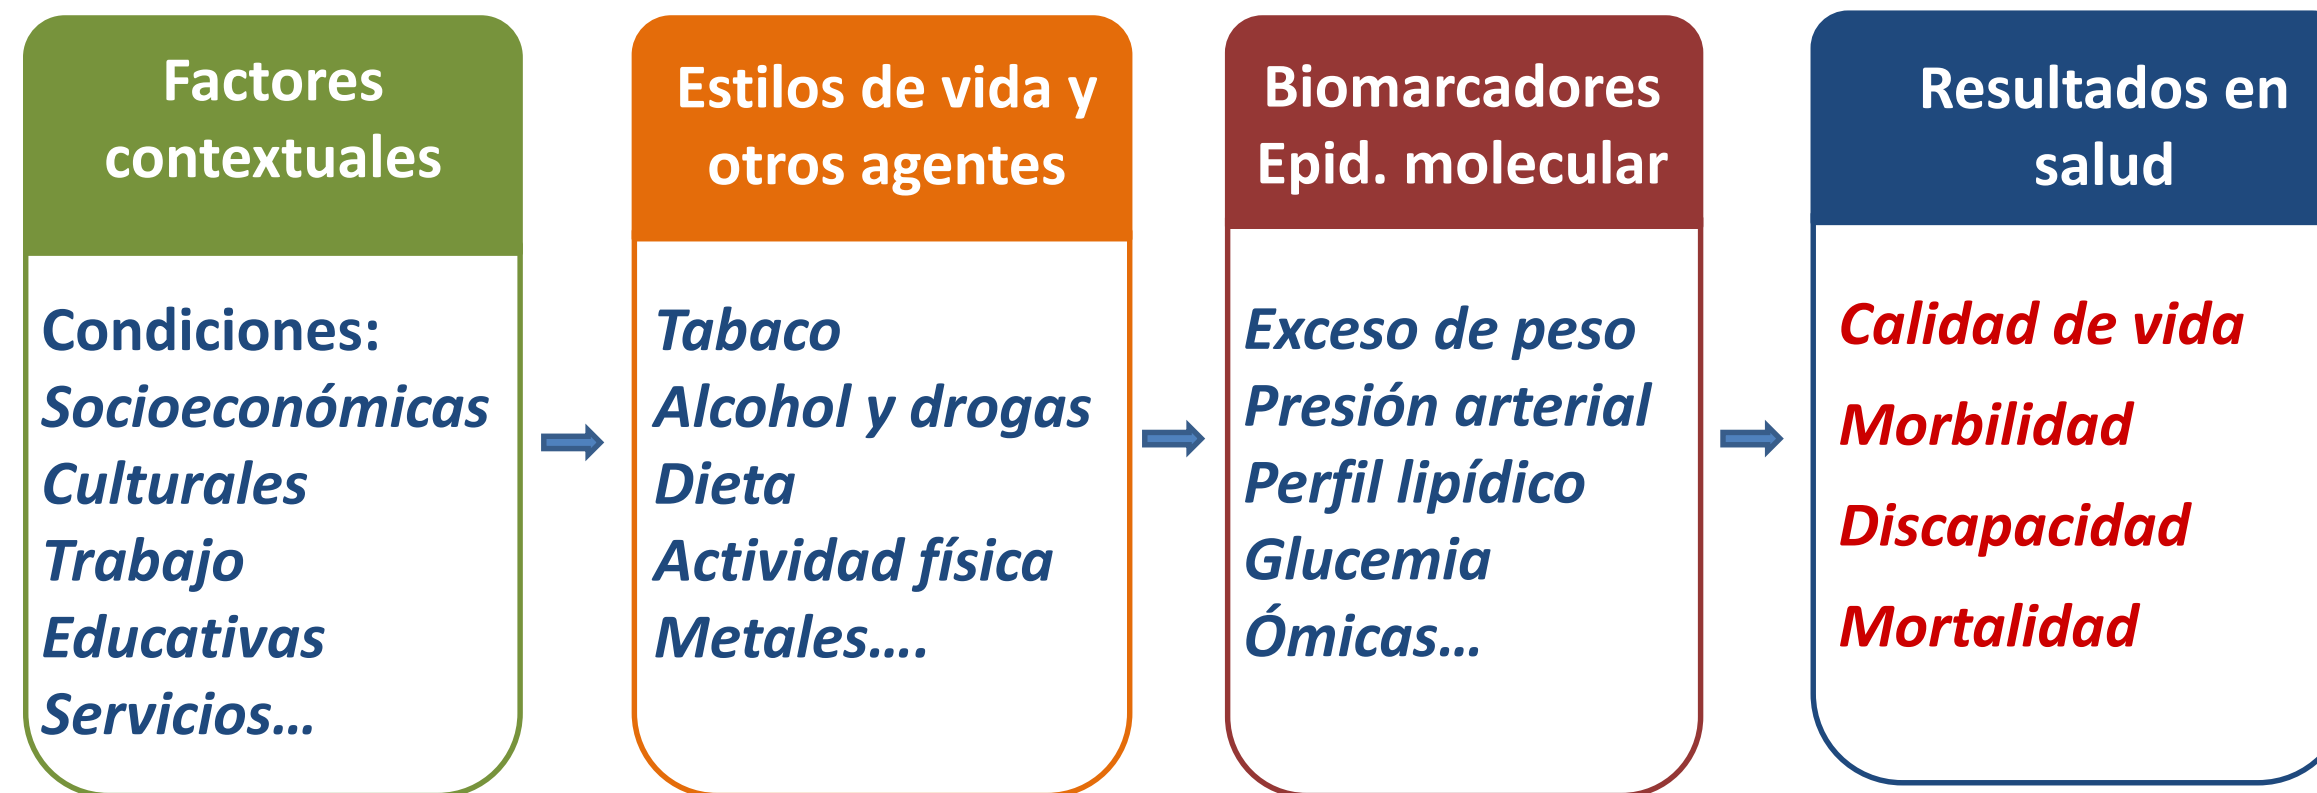 Factores
contextuales
Condiciones:
Socioeconómicas
Culturales
Trabajo
Educativas
Servicios...
Estilos de vida y
otros agentes
Tabaco
Alcohol y drogas
Dieta
Actividad física
Metales....
Biomarcadores
Epid. molecular
Exceso de peso
Presión arterial
Perfil lipídico
Glucemia
Ómicas...
Resultados en
salud
Calidad de vida
Morbilidad
Discapacidad
Mortalidad